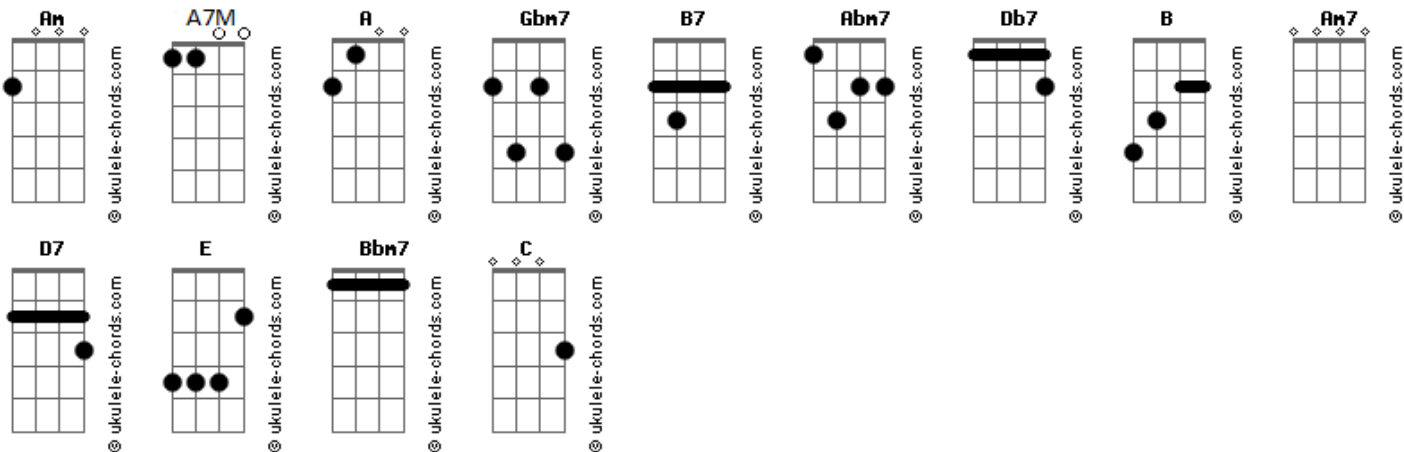 Am A7M A Gbm7 B7 Abm7 Db7 B Am7
© ukulele-chords.com © ukulele-chords.com © ukulele-chords.com © ukulele-chords.com © ukulele-chords.com © ukulele-chords.com © ukulele-chords.com © ukulele-chords.com © ukulele-chords.com
D7 E Bbm7 C
© ukulele-chords.com © ukulele-chords.com © ukulele-chords.com © ukulele-chords.com